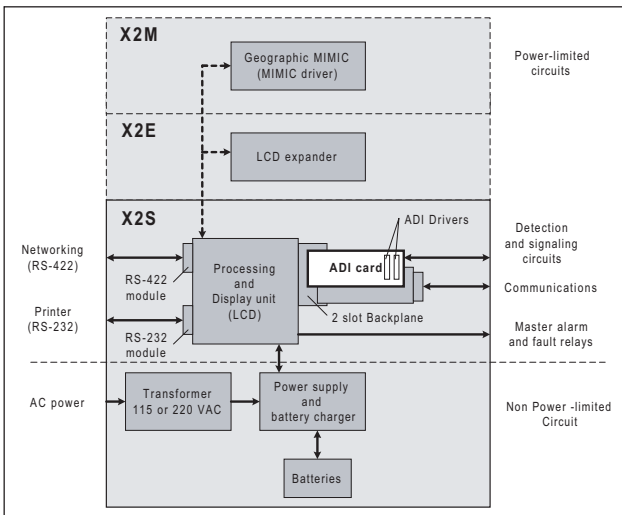 X2M
Geographic MIMIC
(MIMIC driver)
Power-limited
circuits
X2E
LCD expander
X2S
ADI Drivers
Networking
(RS-422)
RS-422
module
Processing
and
Display unit
(LCD)
ADI card
Detection
and signaling
circuits
Communications
Printer
(RS-232)
RS-232
module
2 slot Backplane
Master alarm
and fault relays
AC power
Transformer
115 or 220 VAC
Power supply
and
battery charger
Non Power -limited
Circuit
Batteries